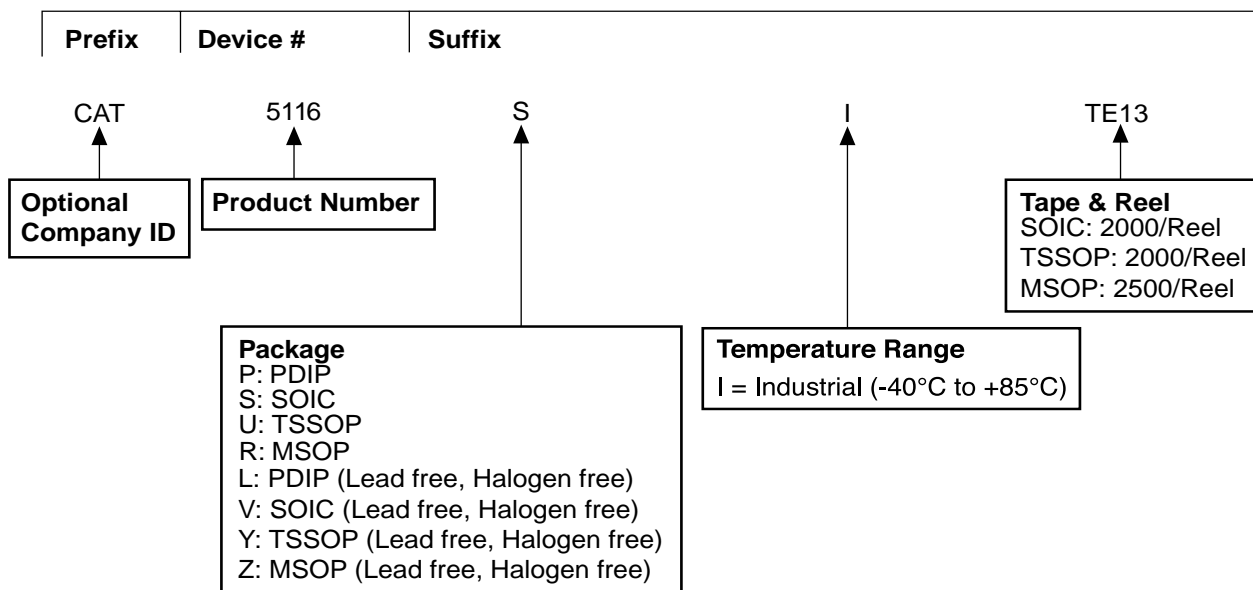 Prefix Device # Suffix
CAT 5116 S I TE13
Optional
Company ID
Product Number
Tape & Reel
SOIC: 2000/Reel
TSSOP: 2000/Reel
MSOP: 2500/Reel
Package
P: PDIP
S: SOIC
U: TSSOP
R: MSOP
L: PDIP (Lead free, Halogen free)
V: SOIC (Lead free, Halogen free)
Y: TSSOP (Lead free, Halogen free)
Z: MSOP (Lead free, Halogen free)
Temperature Range
I = Industrial (-40°C to +85°C)